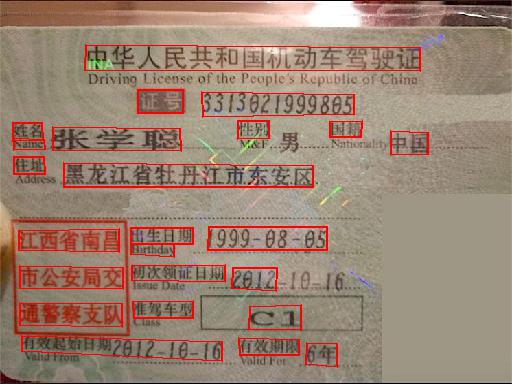 中华人民共和国机动车驾驶证
Driving License of the People's Republic of China
证号 3313021999805
姓名 张学聪 性别 男 国籍 中国
Name M&F Nationality
住址 黑龙江省牡丹江市东安区
Address
江西省南昌
市公安局交
通警察支队
出生日期 1999-08-05
Birthday
初次领证日期 2012-10-16
Issue Date
准驾车型 C1
Class
有效起始日期 2012-10-16 有效期限 6年
Valid From Valid For